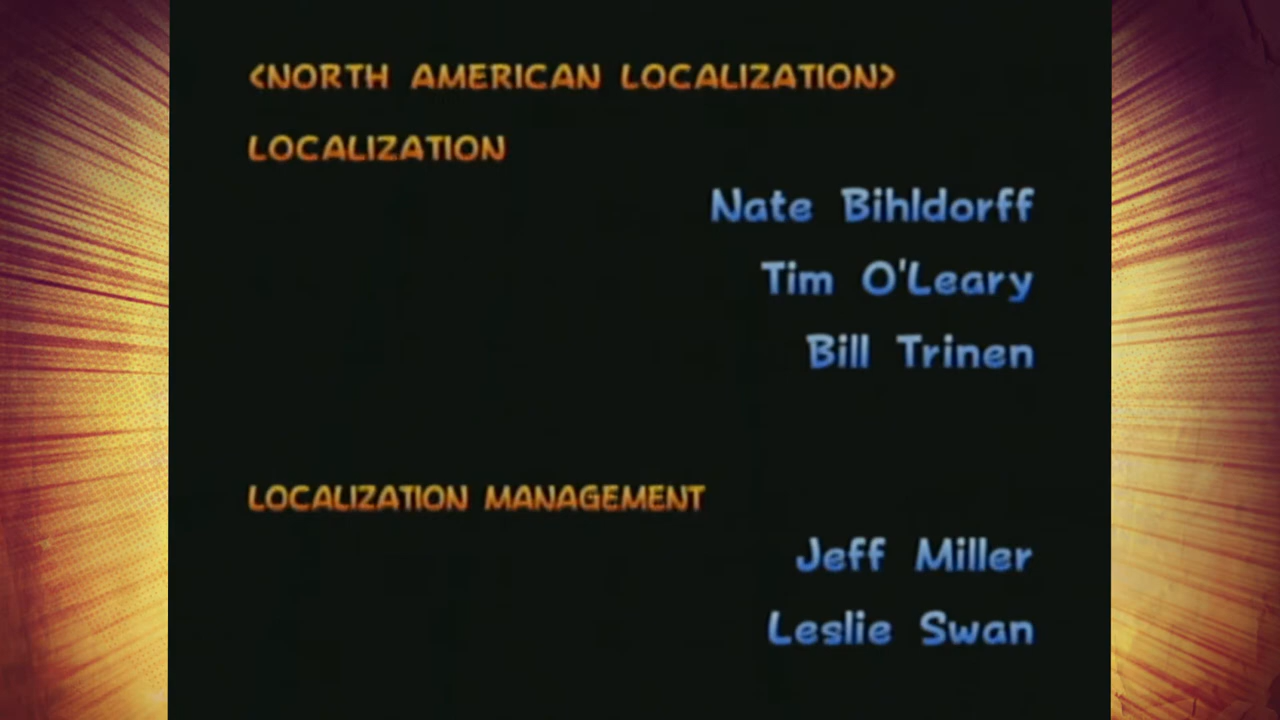 <NORTH AMERICAN LOCALIZATION>
LOCALIZATION
Nate Bihldorff
Tim O'Leary
Bill Trinen
LOCALIZATION MANAGEMENT
Jeff Miller
Leslie Swan